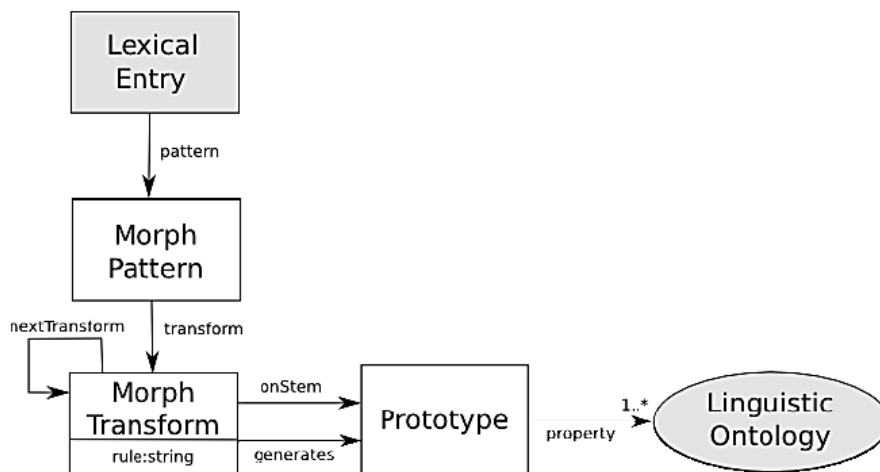 Lexical
Entry
pattern
Morph
Pattern
nextTransform
transform
Morph
Transform
rule:string
onStem
generates
Prototype
1..*
property
Linguistic
Ontology